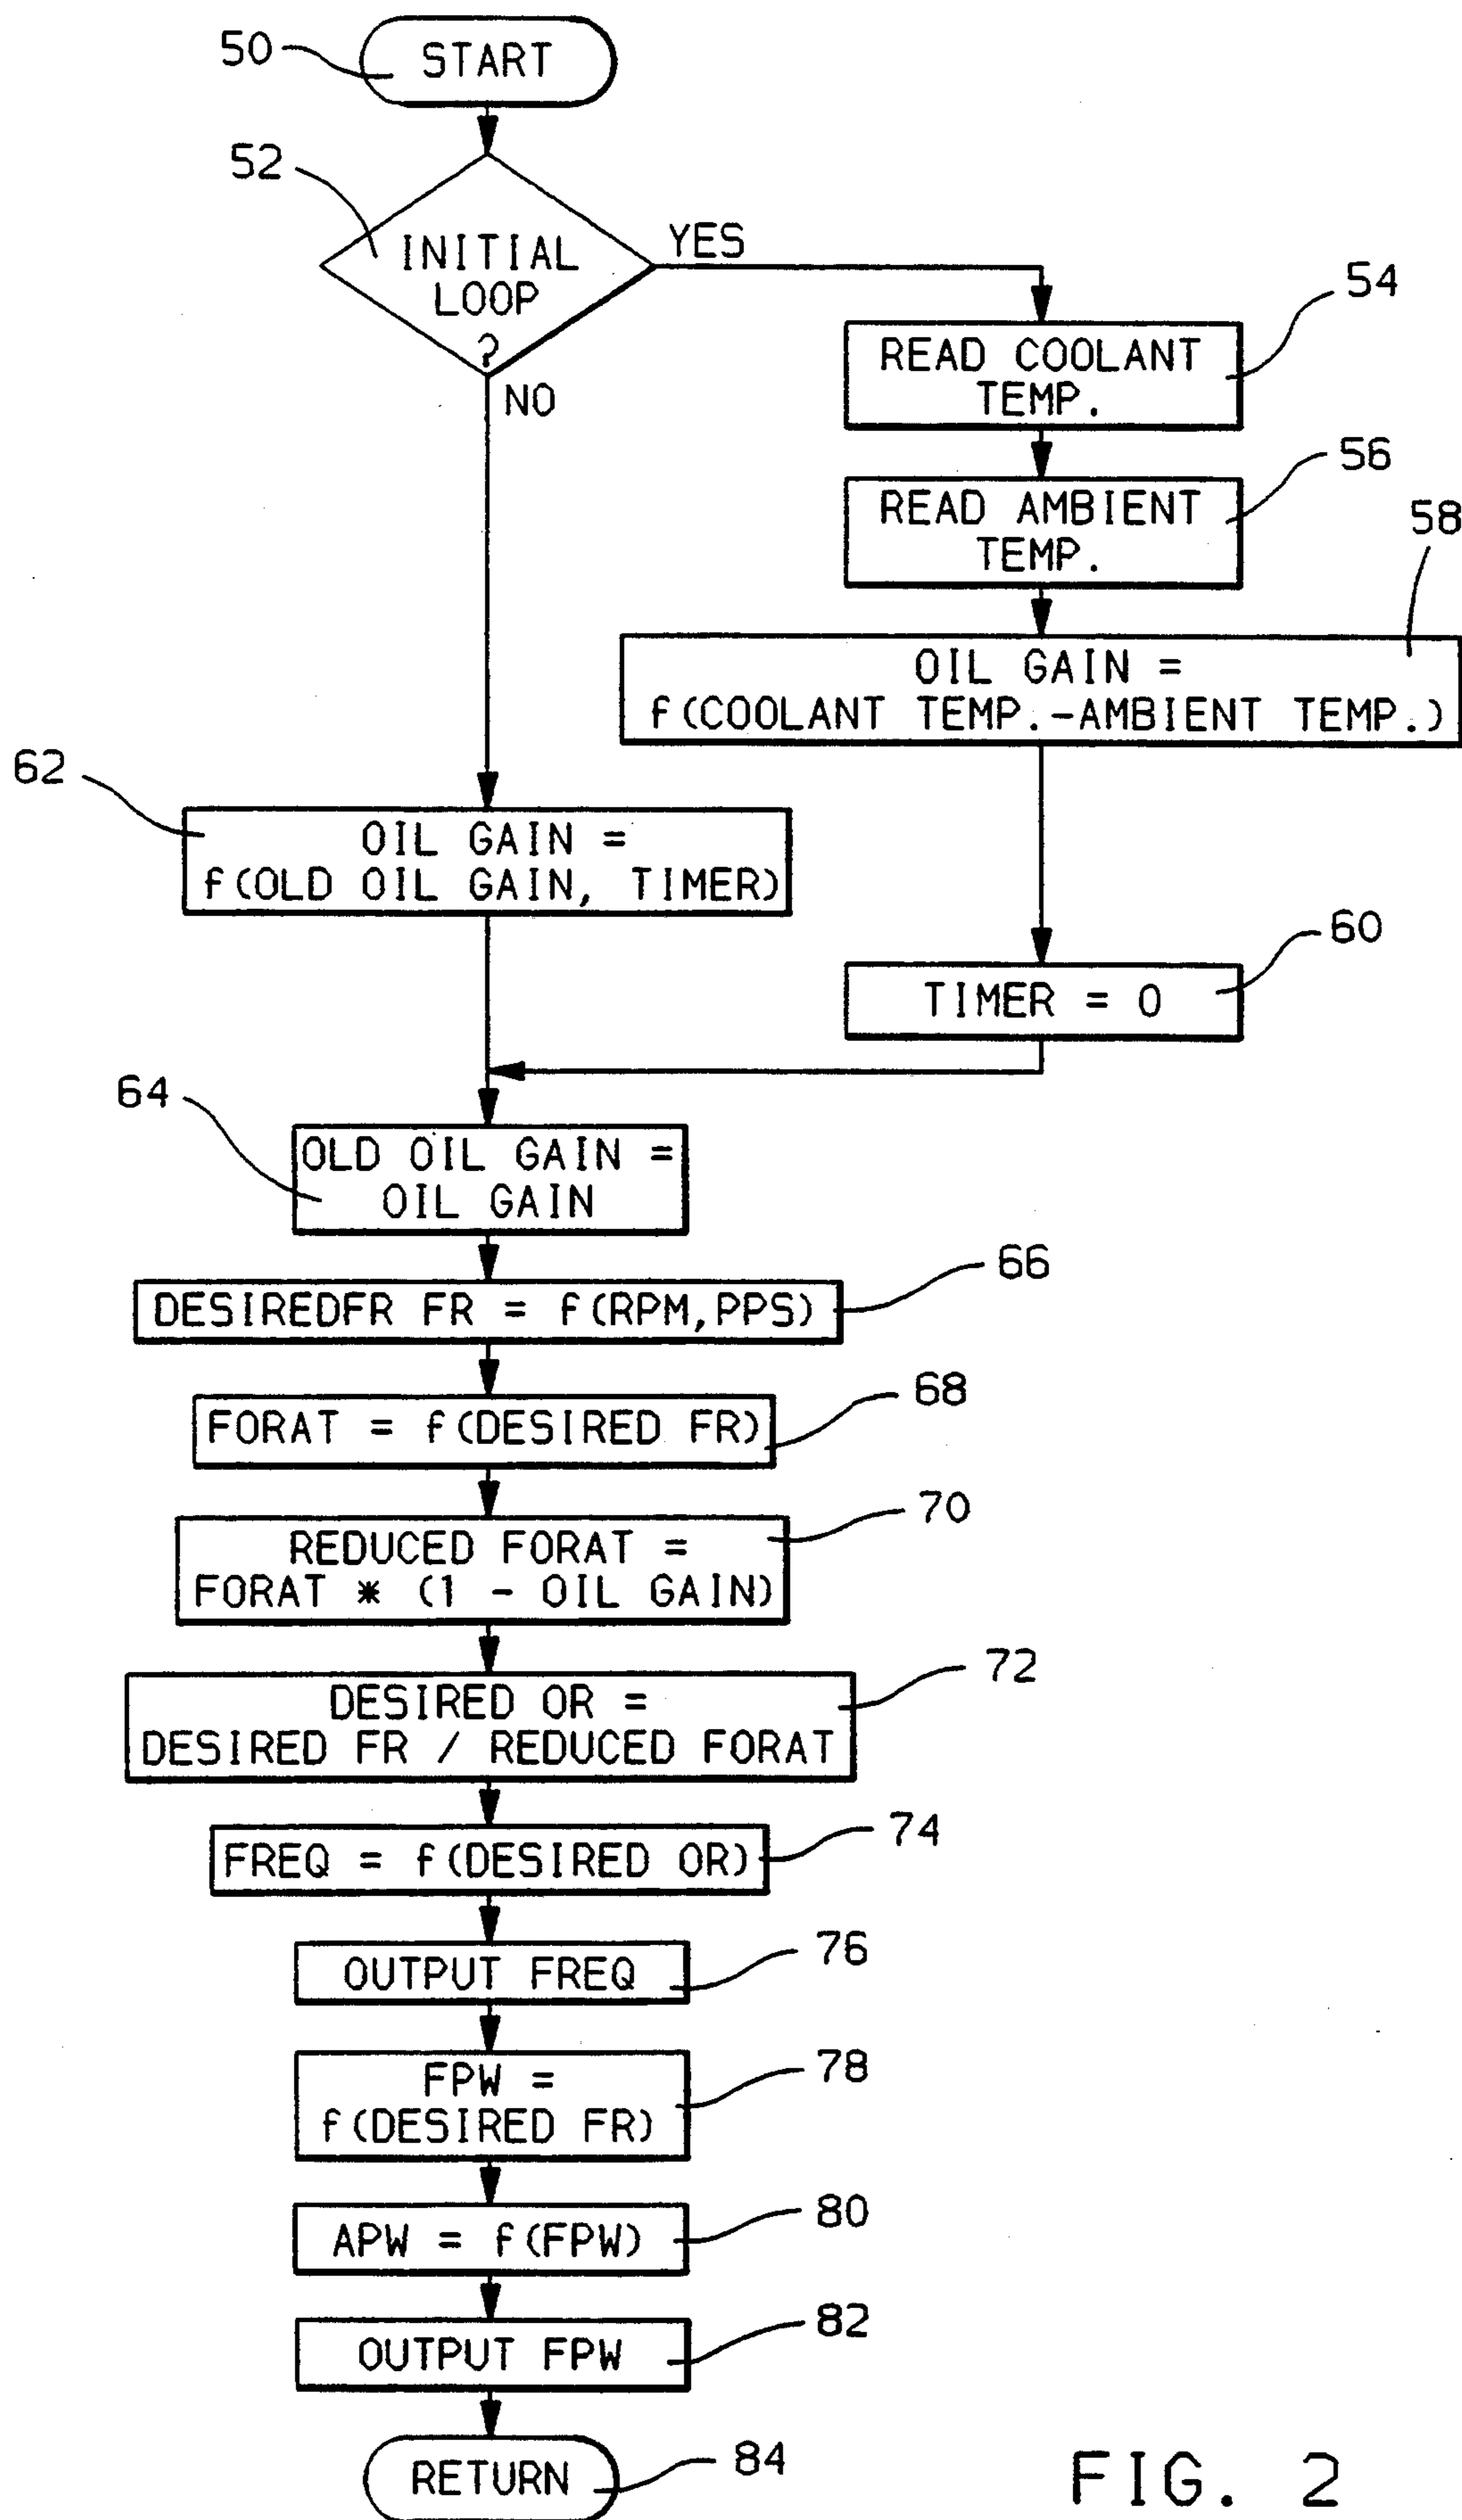 50
START
52
INITIAL
LOOP
?
YES
NO
54
READ COOLANT
TEMP.
56
READ AMBIENT
TEMP.
58
OIL GAIN =
f(COOLANT TEMP.-AMBIENT TEMP.)
62
OIL GAIN =
f(OLD OIL GAIN, TIMER)
60
TIMER = 0
64
OLD OIL GAIN =
OIL GAIN
66
DESIREDFR FR = f(RPM,PPS)
68
FORAT = f(DESIRED FR)
70
REDUCED FORAT =
FORAT * (1 - OIL GAIN)
72
DESIRED OR =
DESIRED FR / REDUCED FORAT
74
FREQ = f(DESIRED OR)
76
OUTPUT FREQ
78
FPW =
f(DESIRED FR)
80
APW = f(FPW)
82
OUTPUT FPW
84
RETURN
FIG. 2